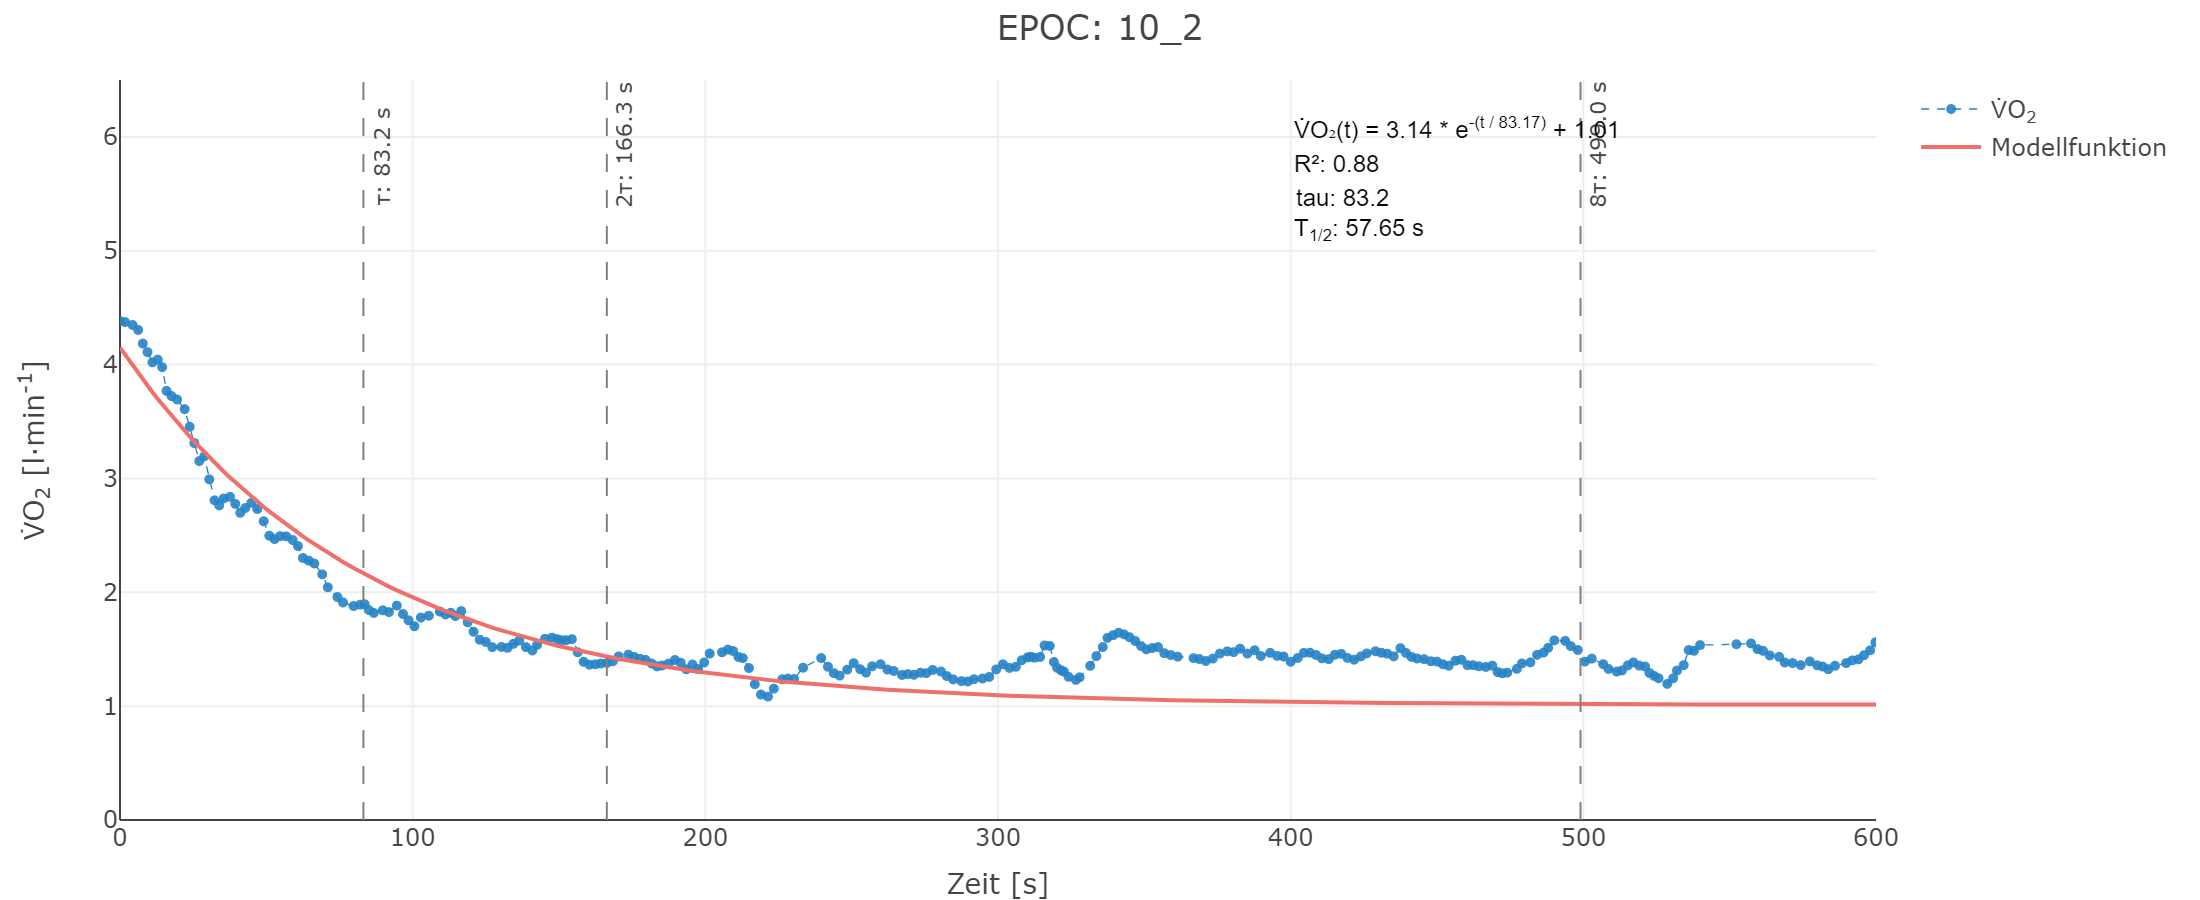 EPOC: 10_2
τ: 83.2 s
2τ: 166.3 s
8τ: 499.0 s
V̇O₂(t) = 3.14 * e^-(t / 83.17) + 1.01
R²: 0.88
tau: 83.2
T₁/₂: 57.65 s
V̇O₂
Modellfunktion
V̇O₂ [l·min⁻¹]
6
5
4
3
2
1
0
0 100 200 300 400 500 600
Zeit [s]